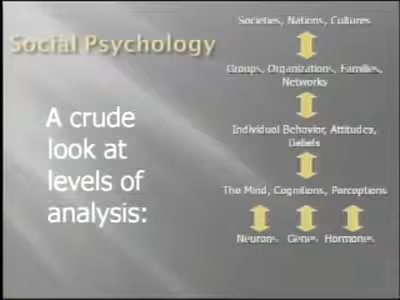 Social Psychology
A crude
look at
levels of
analysis:
Societies, Nations, Cultures
Groups, Organizations, Families,
Networks
Individual Behavior, Attitudes,
Beliefs
The Mind, Cognitions, Perceptions
Neurons Genes Hormones